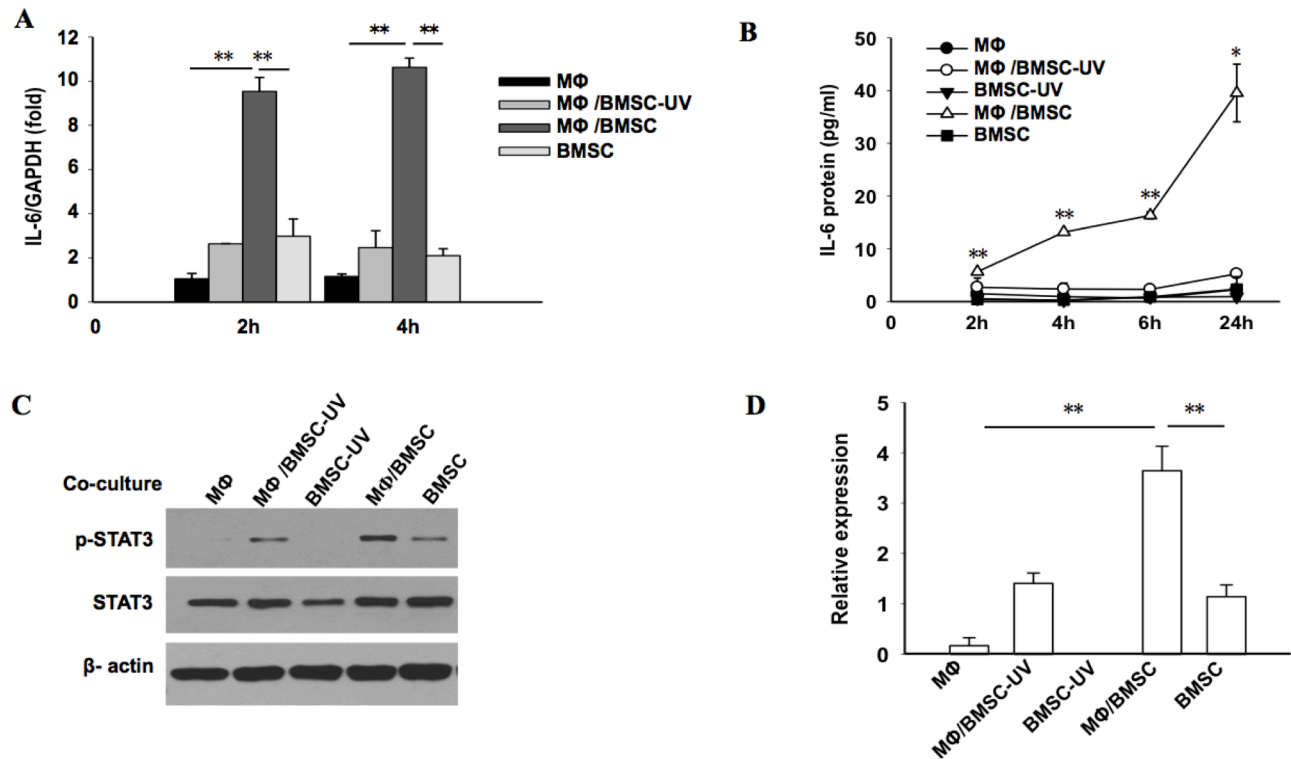 A
12
10
8
6
4
2
0
IL-6/GAPDH (fold)
** **
** **
0 2h 4h
MΦ
MΦ /BMSC-UV
MΦ /BMSC
BMSC
B
50
40
30
20
10
0
IL-6 protein (pg/ml)
MΦ
MΦ /BMSC-UV
BMSC-UV
MΦ /BMSC
BMSC
**
**
**
*
0 2h 4h 6h 24h
C
Co-culture
MΦ
MΦ /BMSC-UV
BMSC-UV
MΦ/BMSC
BMSC
p-STAT3
STAT3
β- actin
D
5
4
3
2
1
0
Relative expression
** **
MΦ
MΦ/BMSC-UV
BMSC-UV
MΦ/BMSC
BMSC